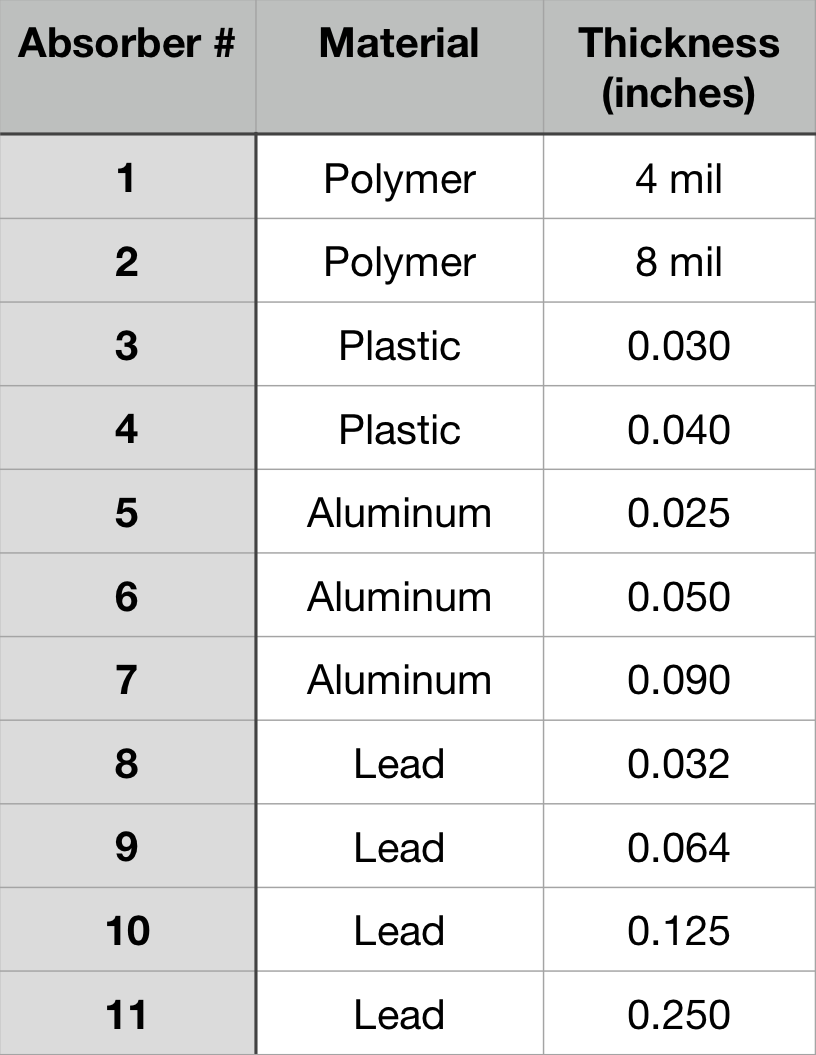 Absorber # Material Thickness
(inches)
1 Polymer 4 mil
2 Polymer 8 mil
3 Plastic 0.030
4 Plastic 0.040
5 Aluminum 0.025
6 Aluminum 0.050
7 Aluminum 0.090
8 Lead 0.032
9 Lead 0.064
10 Lead 0.125
11 Lead 0.250